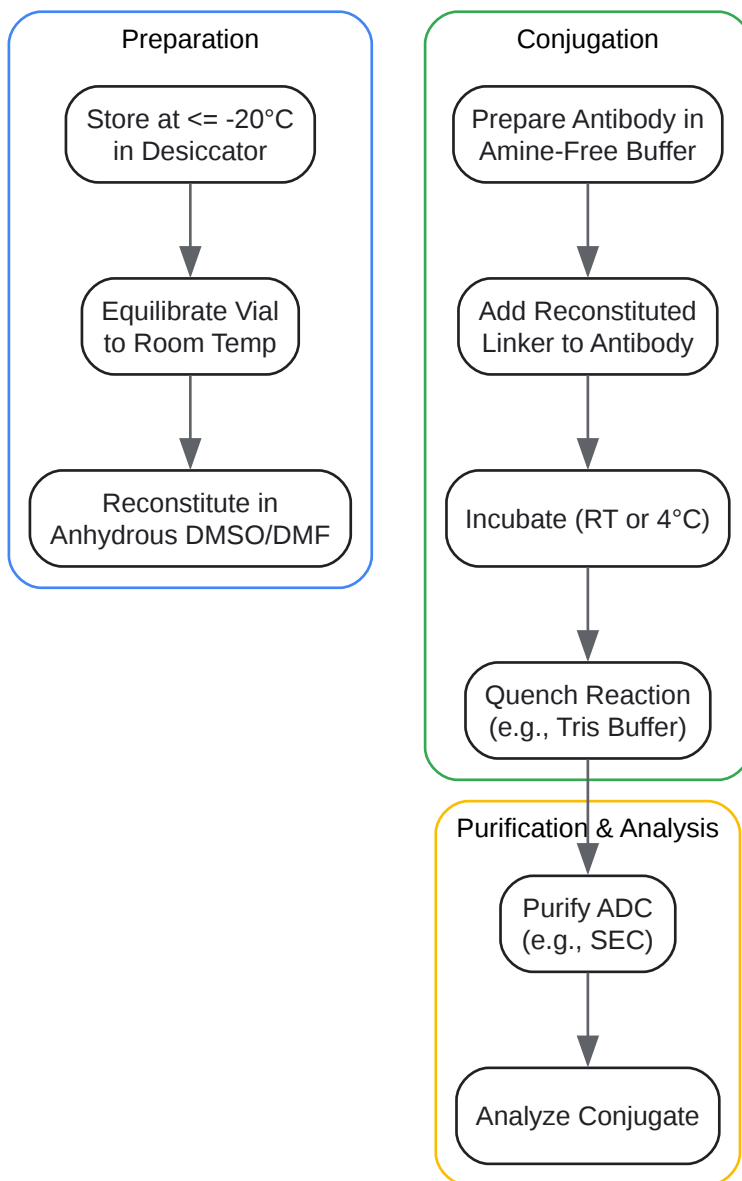 Preparation
Store at <= -20°C
in Desiccator
Equilibrate Vial
to Room Temp
Reconstitute in
Anhydrous DMSO/DMF
Conjugation
Prepare Antibody in
Amine-Free Buffer
Add Reconstituted
Linker to Antibody
Incubate (RT or 4°C)
Quench Reaction
(e.g., Tris Buffer)
Purification & Analysis
Purify ADC
(e.g., SEC)
Analyze Conjugate